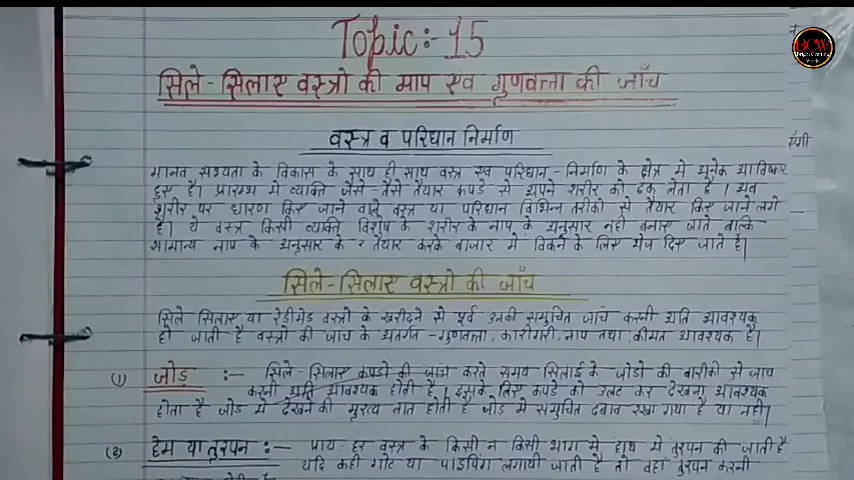 Topic:- 15
BCW
Bright Coming
Week
सिले-सिलाए वस्त्रो की माप एवं गुणवत्ता की जाँच
वस्त्र व परिधान निर्माण
मानव सभ्यता के विकास के साथ ही साथ वस्त्र एवं परिधान-निर्माण के क्षेत्र मे अनेक आविष्कार
हुए है। प्रारम्भ मे व्यक्ति जैसे-तैसे तैयार कपडे से अपने शरीर को ढक लेता है। अब
शरीर पर धारण किए जाने वाले वस्त्र या परिधान विभिन्न तरीको से तैयार किए जाने लगे
है। ये वस्त्र किसी व्यक्ति विशेष के शरीर के नाप के अनुसार नही बनाए जाते बल्कि
सामान्य नाप के अनुसार के तैयार करके बाजार में बिकने के लिए भेज दिए जाते है।
सिले-सिलाए वस्त्रो की जाँच
सिले सिलाए या रेडीमेड वस्त्रो के खरीदने से पूर्व उनकी समुचित जाँच करनी अति आवश्यक
हो जाती है वस्त्रो की जाँच के अंतर्गत-गुणवत्ता, कारीगरी, नाप तथा कीमत आवश्यक है।
(1) जोड़ :- सिले-सिलाए कपडो की जाच करते समय सिलाई के जोडो की बारीकी से जाच
करनी अति आवश्यक होती है। इसके लिए कपडे को उलट कर देखना आवश्यक
होता है जोड मे देखने की मुख्य बात होती है जोड मे समुचित दबाव रखा गया है या नही।
(2) हेम या तुरपन :- प्राय: हर वस्त्र के किसी न किसी भाग मे हाथ मे तुरपन की जाती है
यदि कही गोट या पाइपिंग लगायी जाती है तो वहा तुरपन करनी